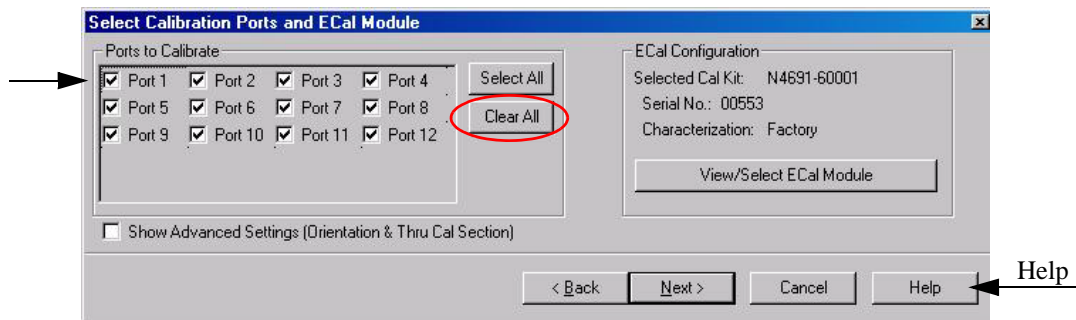 Select Calibration Ports and ECal Module
Ports to Calibrate
Port 1 Port 2 Port 3 Port 4
Port 5 Port 6 Port 7 Port 8
Port 9 Port 10 Port 11 Port 12
Select All
Clear All
ECal Configuration
Selected Cal Kit: N4691-60001
Serial No.: 00553
Characterization: Factory
View/Select ECal Module
Show Advanced Settings (Orientation & Thru Cal Section)
< Back Next > Cancel Help
Help